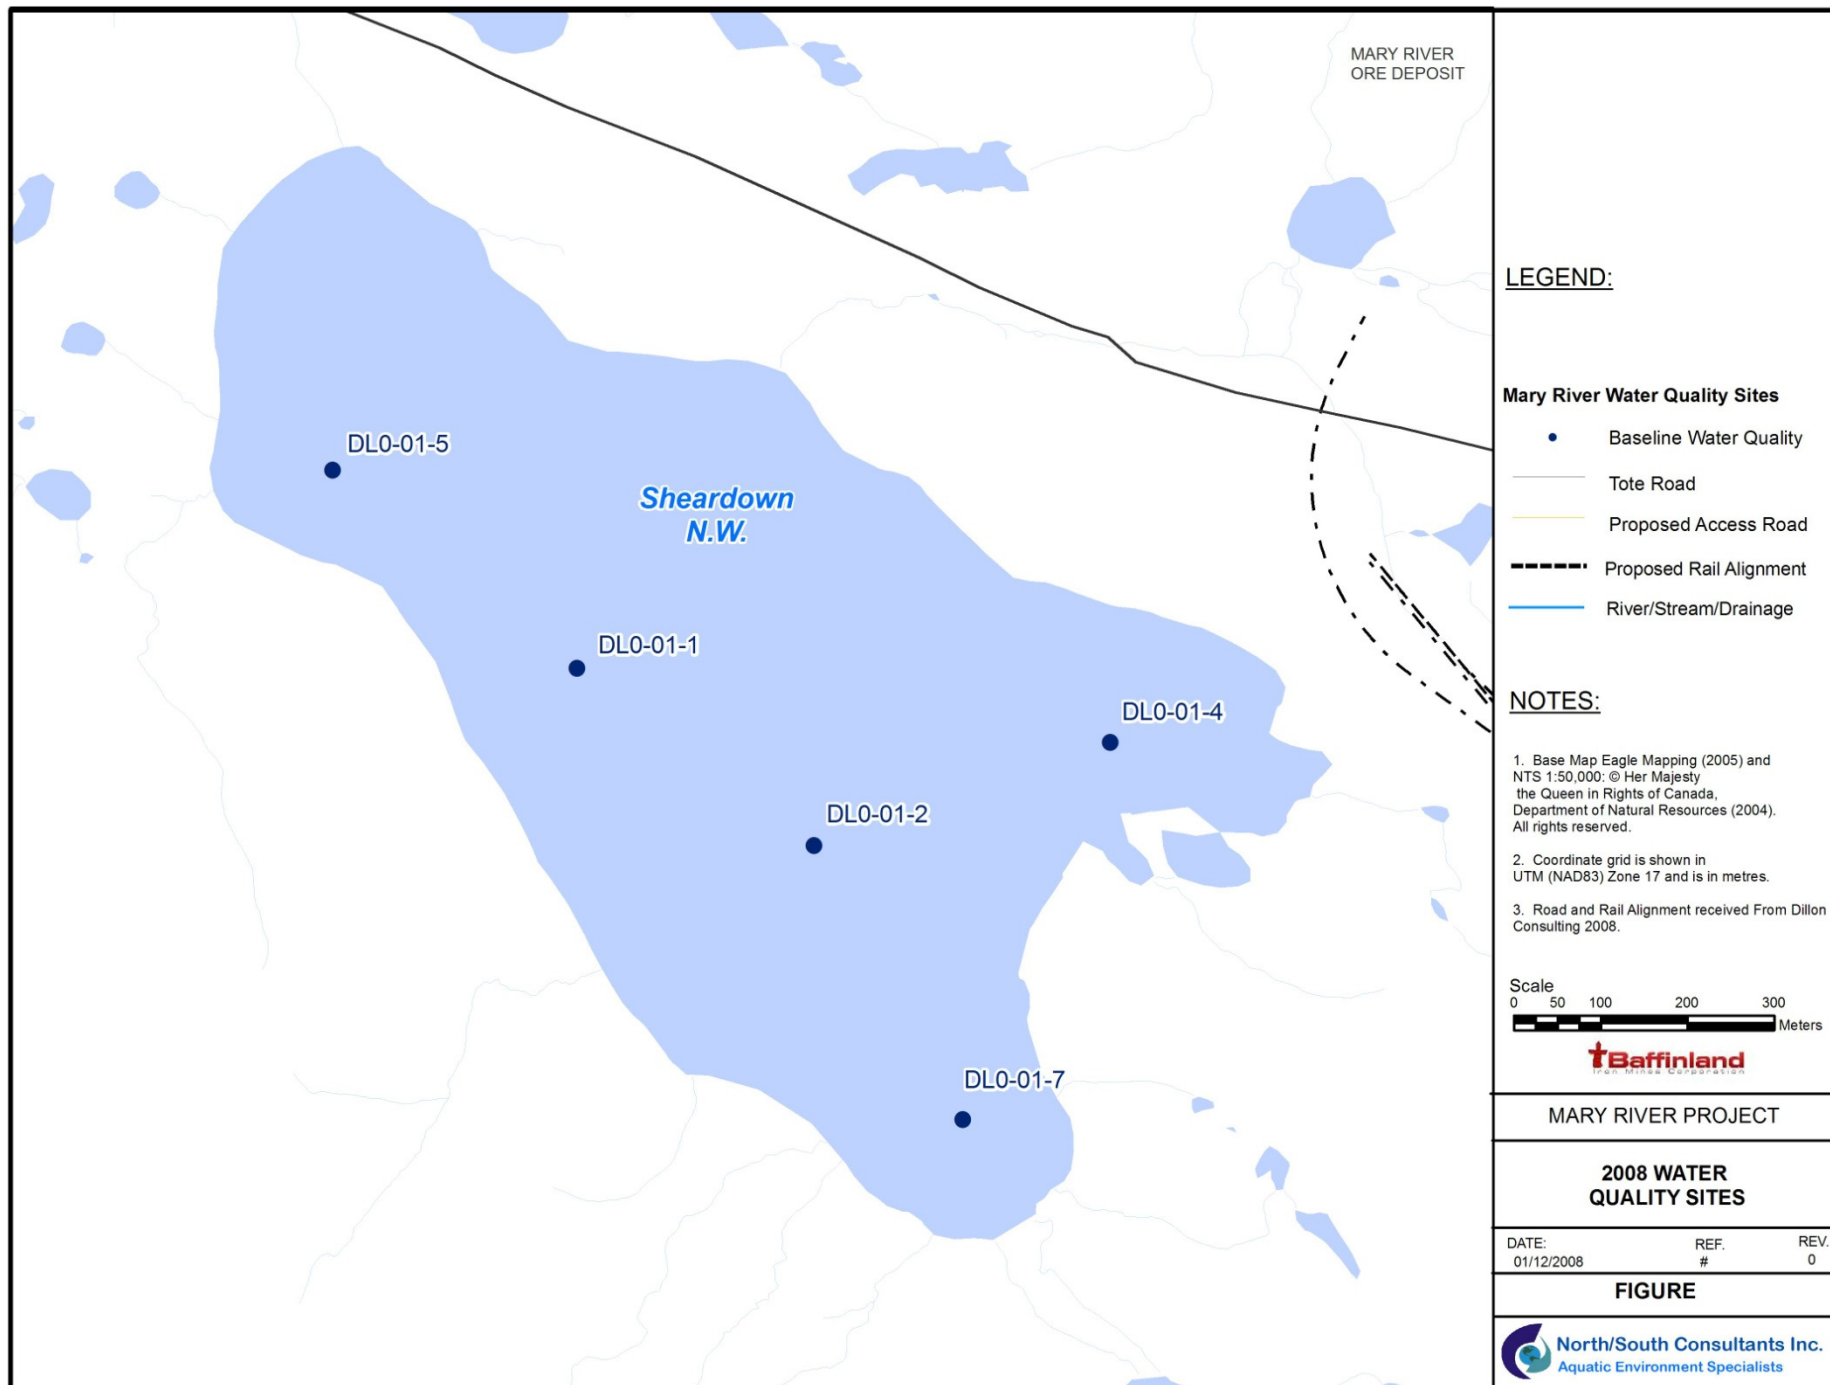 MARY RIVER
ORE DEPOSIT
DL0-01-5
Sheardown
N.W.
DL0-01-1
DL0-01-4
DL0-01-2
DL0-01-7
LEGEND:
Mary River Water Quality Sites
Baseline Water Quality
Tote Road
Proposed Access Road
Proposed Rail Alignment
River/Stream/Drainage
NOTES:
1. Base Map Eagle Mapping (2005) and
NTS 1:50,000: © Her Majesty
the Queen in Rights of Canada,
Department of Natural Resources (2004).
All rights reserved.
2. Coordinate grid is shown in
UTM (NAD83) Zone 17 and is in metres.
3. Road and Rail Alignment received From Dillon
Consulting 2008.
Scale
0 50 100 200 300
Meters
Baffinland
Iron Mines Corporation
MARY RIVER PROJECT
2008 WATER
QUALITY SITES
DATE: REF. REV.
01/12/2008 # 0
FIGURE
North/South Consultants Inc.
Aquatic Environment Specialists